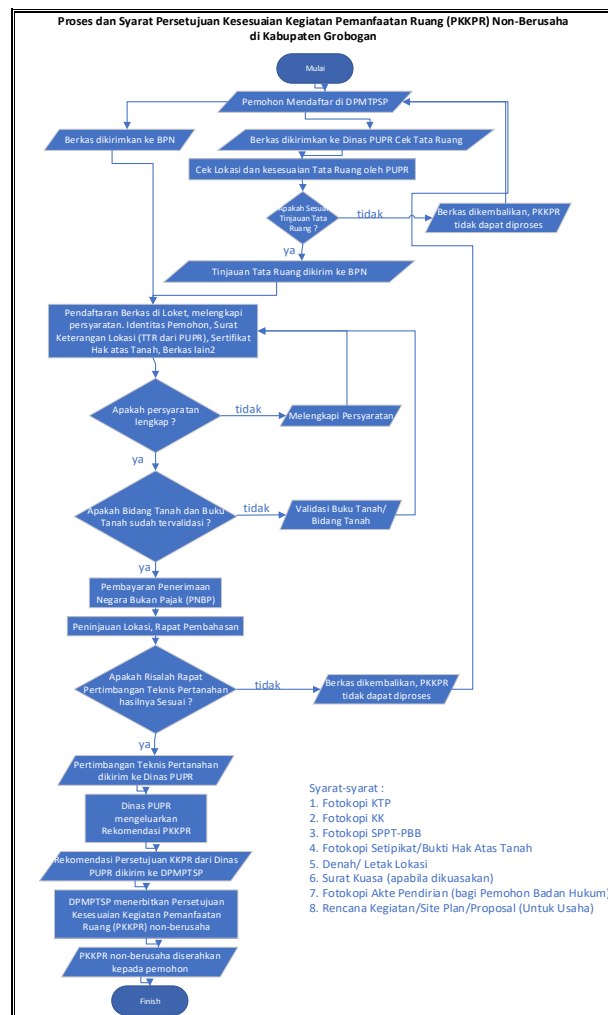 Proses dan Syarat Persetujuan Kesesuaian Kegiatan Pemanfaatan Ruang (PKKPR) Non-Berusaha
di Kabupaten Grobogan
Mulai
Pemohon Mendaftar di DPMTPSP
Berkas dikirimkan ke BPN
Berkas dikirimkan ke Dinas PUPR Cek Tata Ruang
Cek Lokasi dan kesesuaian Tata Ruang oleh PUPR
Apakah Sesuai
Tinjauan Tata
Ruang ?
tidak
Berkas dikembalikan, PKKPR
tidak dapat diproses
ya
Tinjauan Tata Ruang dikirim ke BPN
Pendaftaran Berkas di Loket, melengkapi
persyaratan. Identitas Pemohon, Surat
Keterangan Lokasi (TTR dari PUPR), Sertifikat
Hak atas Tanah, Berkas lain2
Apakah persyaratan
lengkap ?
tidak
Melengkapi Persyaratan
ya
Apakah Bidang Tanah dan Buku
Tanah sudah tervalidasi ?
tidak
Validasi Buku Tanah/
Bidang Tanah
ya
Pembayaran Penerimaan
Negara Bukan Pajak (PNBP)
Peninjauan Lokasi, Rapat Pembahasan
Apakah Risalah Rapat
Pertimbangan Teknis Pertanahan
hasilnya Sesuai ?
tidak
Berkas dikembalikan, PKKPR
tidak dapat diproses
ya
Pertimbangan Teknis Pertanahan
dikirim ke Dinas PUPR
Dinas PUPR
mengeluarkan
Rekomendasi PKKPR
Rekomendasi Persetujuan KKPR dari Dinas
PUPR dikirim ke DPMPTSP
DPMPTSP menerbitkan Persetujuan
Kesesuaian Kegiatan Pemanfaatan
Ruang (PKKPR) non-berusaha
PKKPR non-berusaha diserahkan
kepada pemohon
Finish
Syarat-syarat :
1. Fotokopi KTP
2. Fotokopi KK
3. Fotokopi SPPT-PBB
4. Fotokopi Setipikat/Bukti Hak Atas Tanah
5. Denah/ Letak Lokasi
6. Surat Kuasa (apabila dikuasakan)
7. Fotokopi Akte Pendirian (bagi Pemohon Badan Hukum)
8. Rencana Kegiatan/Site Plan/Proposal (Untuk Usaha)